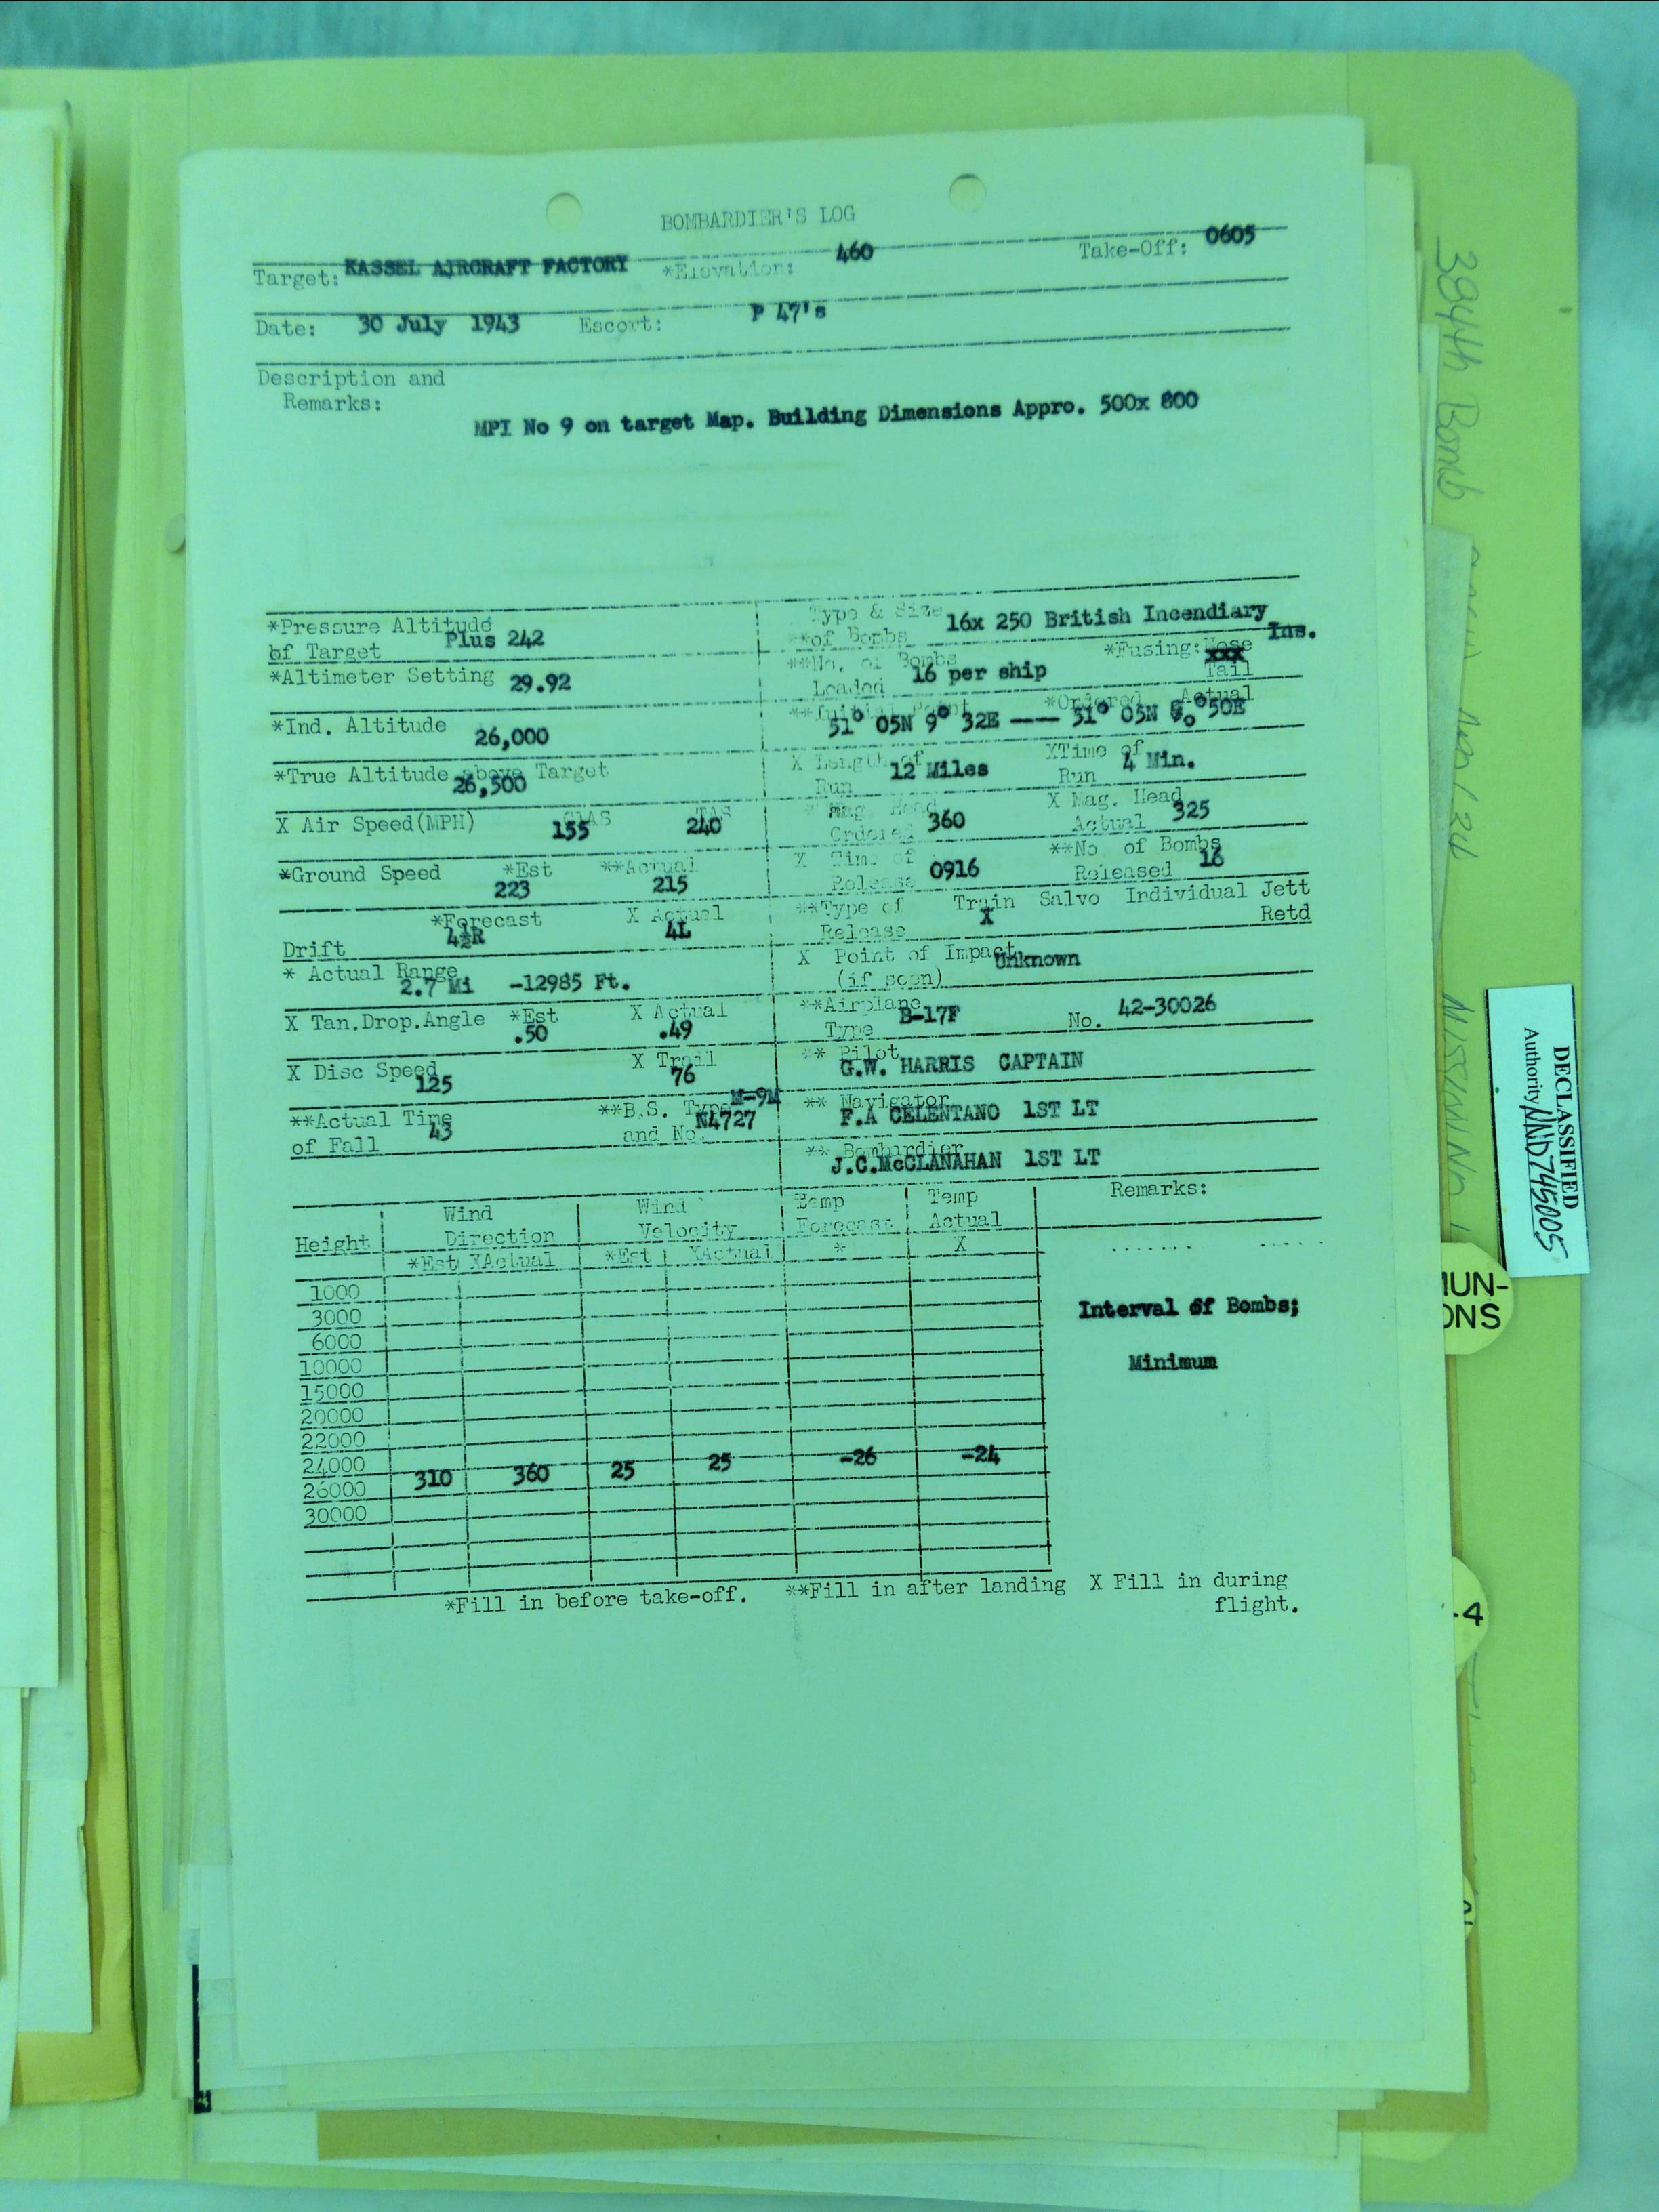 BOMBARDIER'S LOG
Target: KASSEL AIRCRAFT FACTORY *Elevation: 460 Take-Off: 0605
Date: 30 July 1943 Escort: P 47's
Description and
Remarks:
MPI No 9 on target Map. Building Dimensions Appro. 500x 800
*Pressure Altitude
of Target Plus 242
Type & Size
**of Bombs 16x 250 British Incendiary
Ins.
*Altimeter Setting 29.92
**No. of Bombs
Loaded 16 per ship
*Fusing: Nose
xxx
Tail
*Ind. Altitude 26,000
**Initial Point *Ordered Actual
51° 05N 9° 32E —— 51° 05N 9° 50E
*True Altitude above Target
26,500
X Length of
Run 12 Miles
XTime of
Run 4 Min.
X Air Speed(MPH) CIAS TAS
155 240
*Mag. Head
Ordered 360
X Mag. Head
Actual 325
*Ground Speed *Est **Actual
223 215
X Time of
Release 0916
**No. of Bombs
Released 16
Drift *Forecast X Actual
4½R 4L
**Type of Release Train Salvo Individual Jett
X Retd
* Actual Range
2.7 Mi -12985 Ft.
X Point of Impact
(if seen) Unknown
X Tan.Drop.Angle *Est X Actual
.50 .49
**Airplane
Type B-17F No. 42-30026
X Disc Speed X Trail
125 76
** Pilot
G.W. HARRIS CAPTAIN
**Actual Time
of Fall 43
**B.S. Type M-9M
and No. N4727
** Navigator
F.A CELENTANO 1ST LT
** Bombardier
J.C.McCLANAHAN 1ST LT
Height Wind Direction Wind Velocity Temp Forecast Temp Actual Remarks:
*Est XActual *Est XActual * X
1000
3000
6000
10000
15000
20000
22000
24000
26000 310 360 25 25 -26 -24
30000
Interval of Bombs;
Minimum
*Fill in before take-off. **Fill in after landing X Fill in during
flight.
384th Bomb
DECLASSIFIED
Authority NND745005
MUN-
ONS
-4